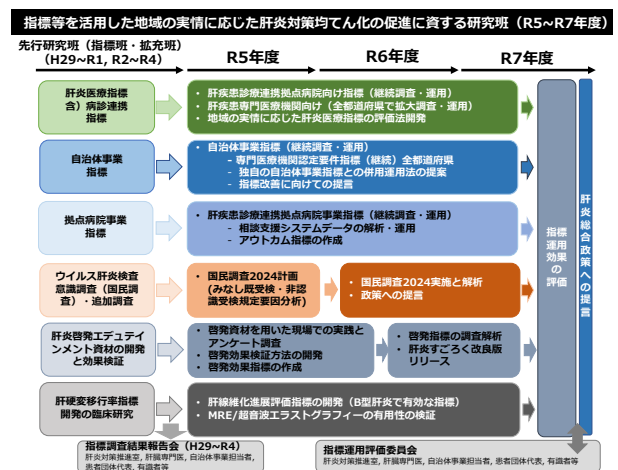 指標等を活用した地域の実情に応じた肝炎対策均てん化の促進に資する研究班（R5~R7年度）
先行研究班（指標班・拡充班）
（H29~R1, R2~R4）
R5年度
R6年度
R7年度
肝炎医療指標
含）病診連携
指標
• 肝疾患診療連携拠点病院向け指標（継続調査・運用）
• 肝疾患専門医療機関向け（全都道府県で拡大調査・運用）
• 地域の実情に応じた肝炎医療指標の評価法開発
自治体事業
指標
• 自治体事業指標（継続調査・運用）
- 専門医療機関認定要件指標（継続）全都道府県
- 独自の自治体事業指標との併用運用法の提案
- 指標改善に向けての提言
拠点病院事業
指標
• 肝疾患診療連携拠点病院事業指標（継続調査・運用）
- 相談支援システムデータの解析・運用
- アウトカム指標の作成
ウイルス肝炎検査
意識調査（国民調
査）・追加調査
• 国民調査2024計画
(みなし既受検・非認
識受検規定要因分析)
• 国民調査2024実施と解析
• 政策への提言
肝炎啓発エデュテイ
ンメント資材の開発
と効果検証
• 啓発資材を用いた現場での実践と
アンケート調査
• 啓発効果検証方法の開発
• 啓発効果指標の作成
• 啓発指標の調査解析
• 肝炎すごろく改良版
リリース
肝硬変移行率指標
開発の臨床研究
• 肝線維化進展評価指標の開発（B型肝炎で有効な指標）
• MRE/超音波エラストグラフィーの有用性の検証
指標
運用
効果
の
評価
肝炎総合政策への提言
指標調査結果報告会（H29~R4）
肝炎対策推進室, 肝臓専門医, 自治体事業担当者,
患者団体代表, 有識者等
指標運用評価委員会
肝炎対策推進室, 肝臓専門医, 自治体事業担当者, 患者団体代表, 有識者等